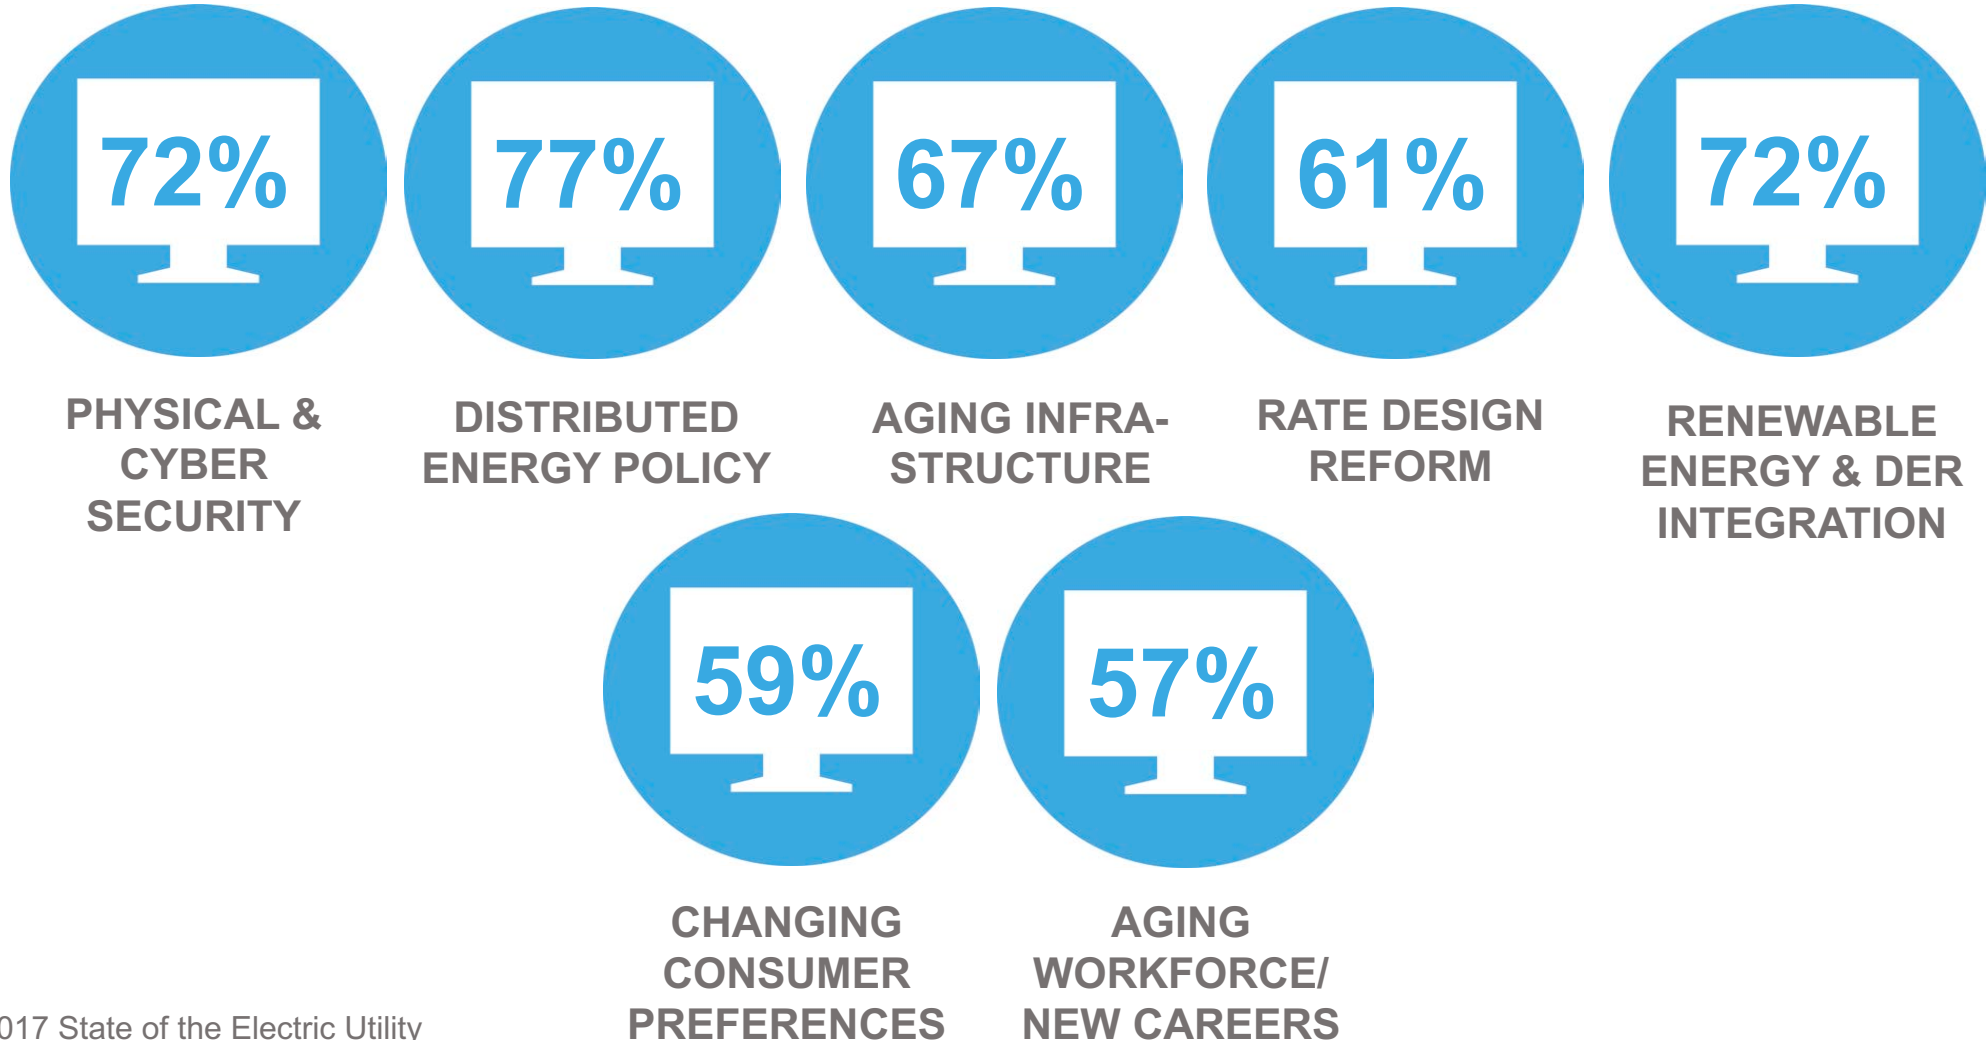 72%
77%
67%
61%
72%
PHYSICAL &
CYBER
SECURITY
DISTRIBUTED
ENERGY POLICY
AGING INFRA-
STRUCTURE
RATE DESIGN
REFORM
RENEWABLE
ENERGY & DER
INTEGRATION
59%
57%
CHANGING
CONSUMER
PREFERENCES
AGING
WORKFORCE/
NEW CAREERS
017 State of the Electric Utility